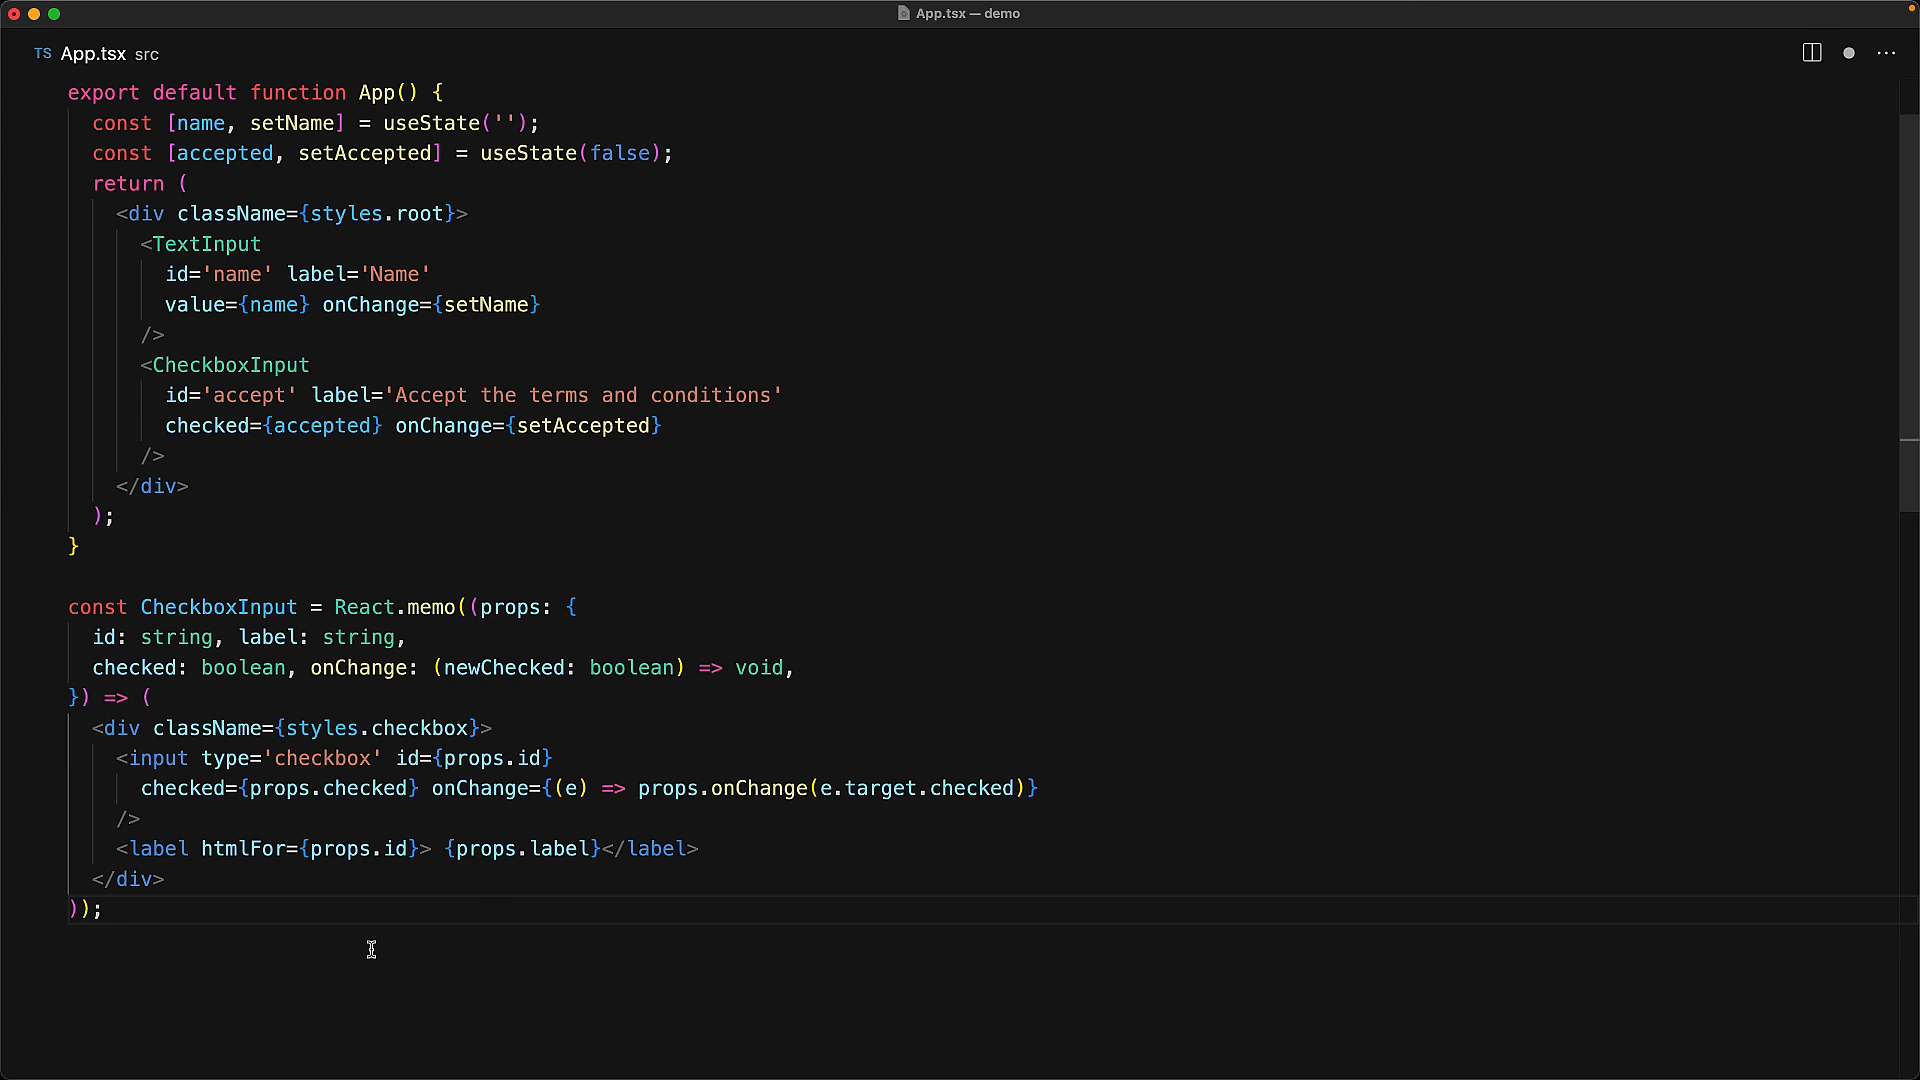 App.tsx — demo
TS App.tsx src
export default function App() {
  const [name, setName] = useState('');
  const [accepted, setAccepted] = useState(false);
  return (
    <div className={styles.root}>
      <TextInput
        id='name' label='Name'
        value={name} onChange={setName}
      />
      <CheckboxInput
        id='accept' label='Accept the terms and conditions'
        checked={accepted} onChange={setAccepted}
      />
    </div>
  );
}
const CheckboxInput = React.memo((props: {
  id: string, label: string,
  checked: boolean, onChange: (newChecked: boolean) => void,
}) => (
  <div className={styles.checkbox}>
    <input type='checkbox' id={props.id}
      checked={props.checked} onChange={(e) => props.onChange(e.target.checked)}
    />
    <label htmlFor={props.id}> {props.label}</label>
  </div>
));